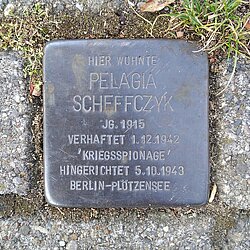 HIER WOHNTE
PELAGIA
SCHEFFCZYK
JG. 1915
VERHAFTET 1.12.1942
'KRIEGSSPIONAGE'
HINGERICHTET 5.10.1943
BERLIN-PLÖTZENSEE